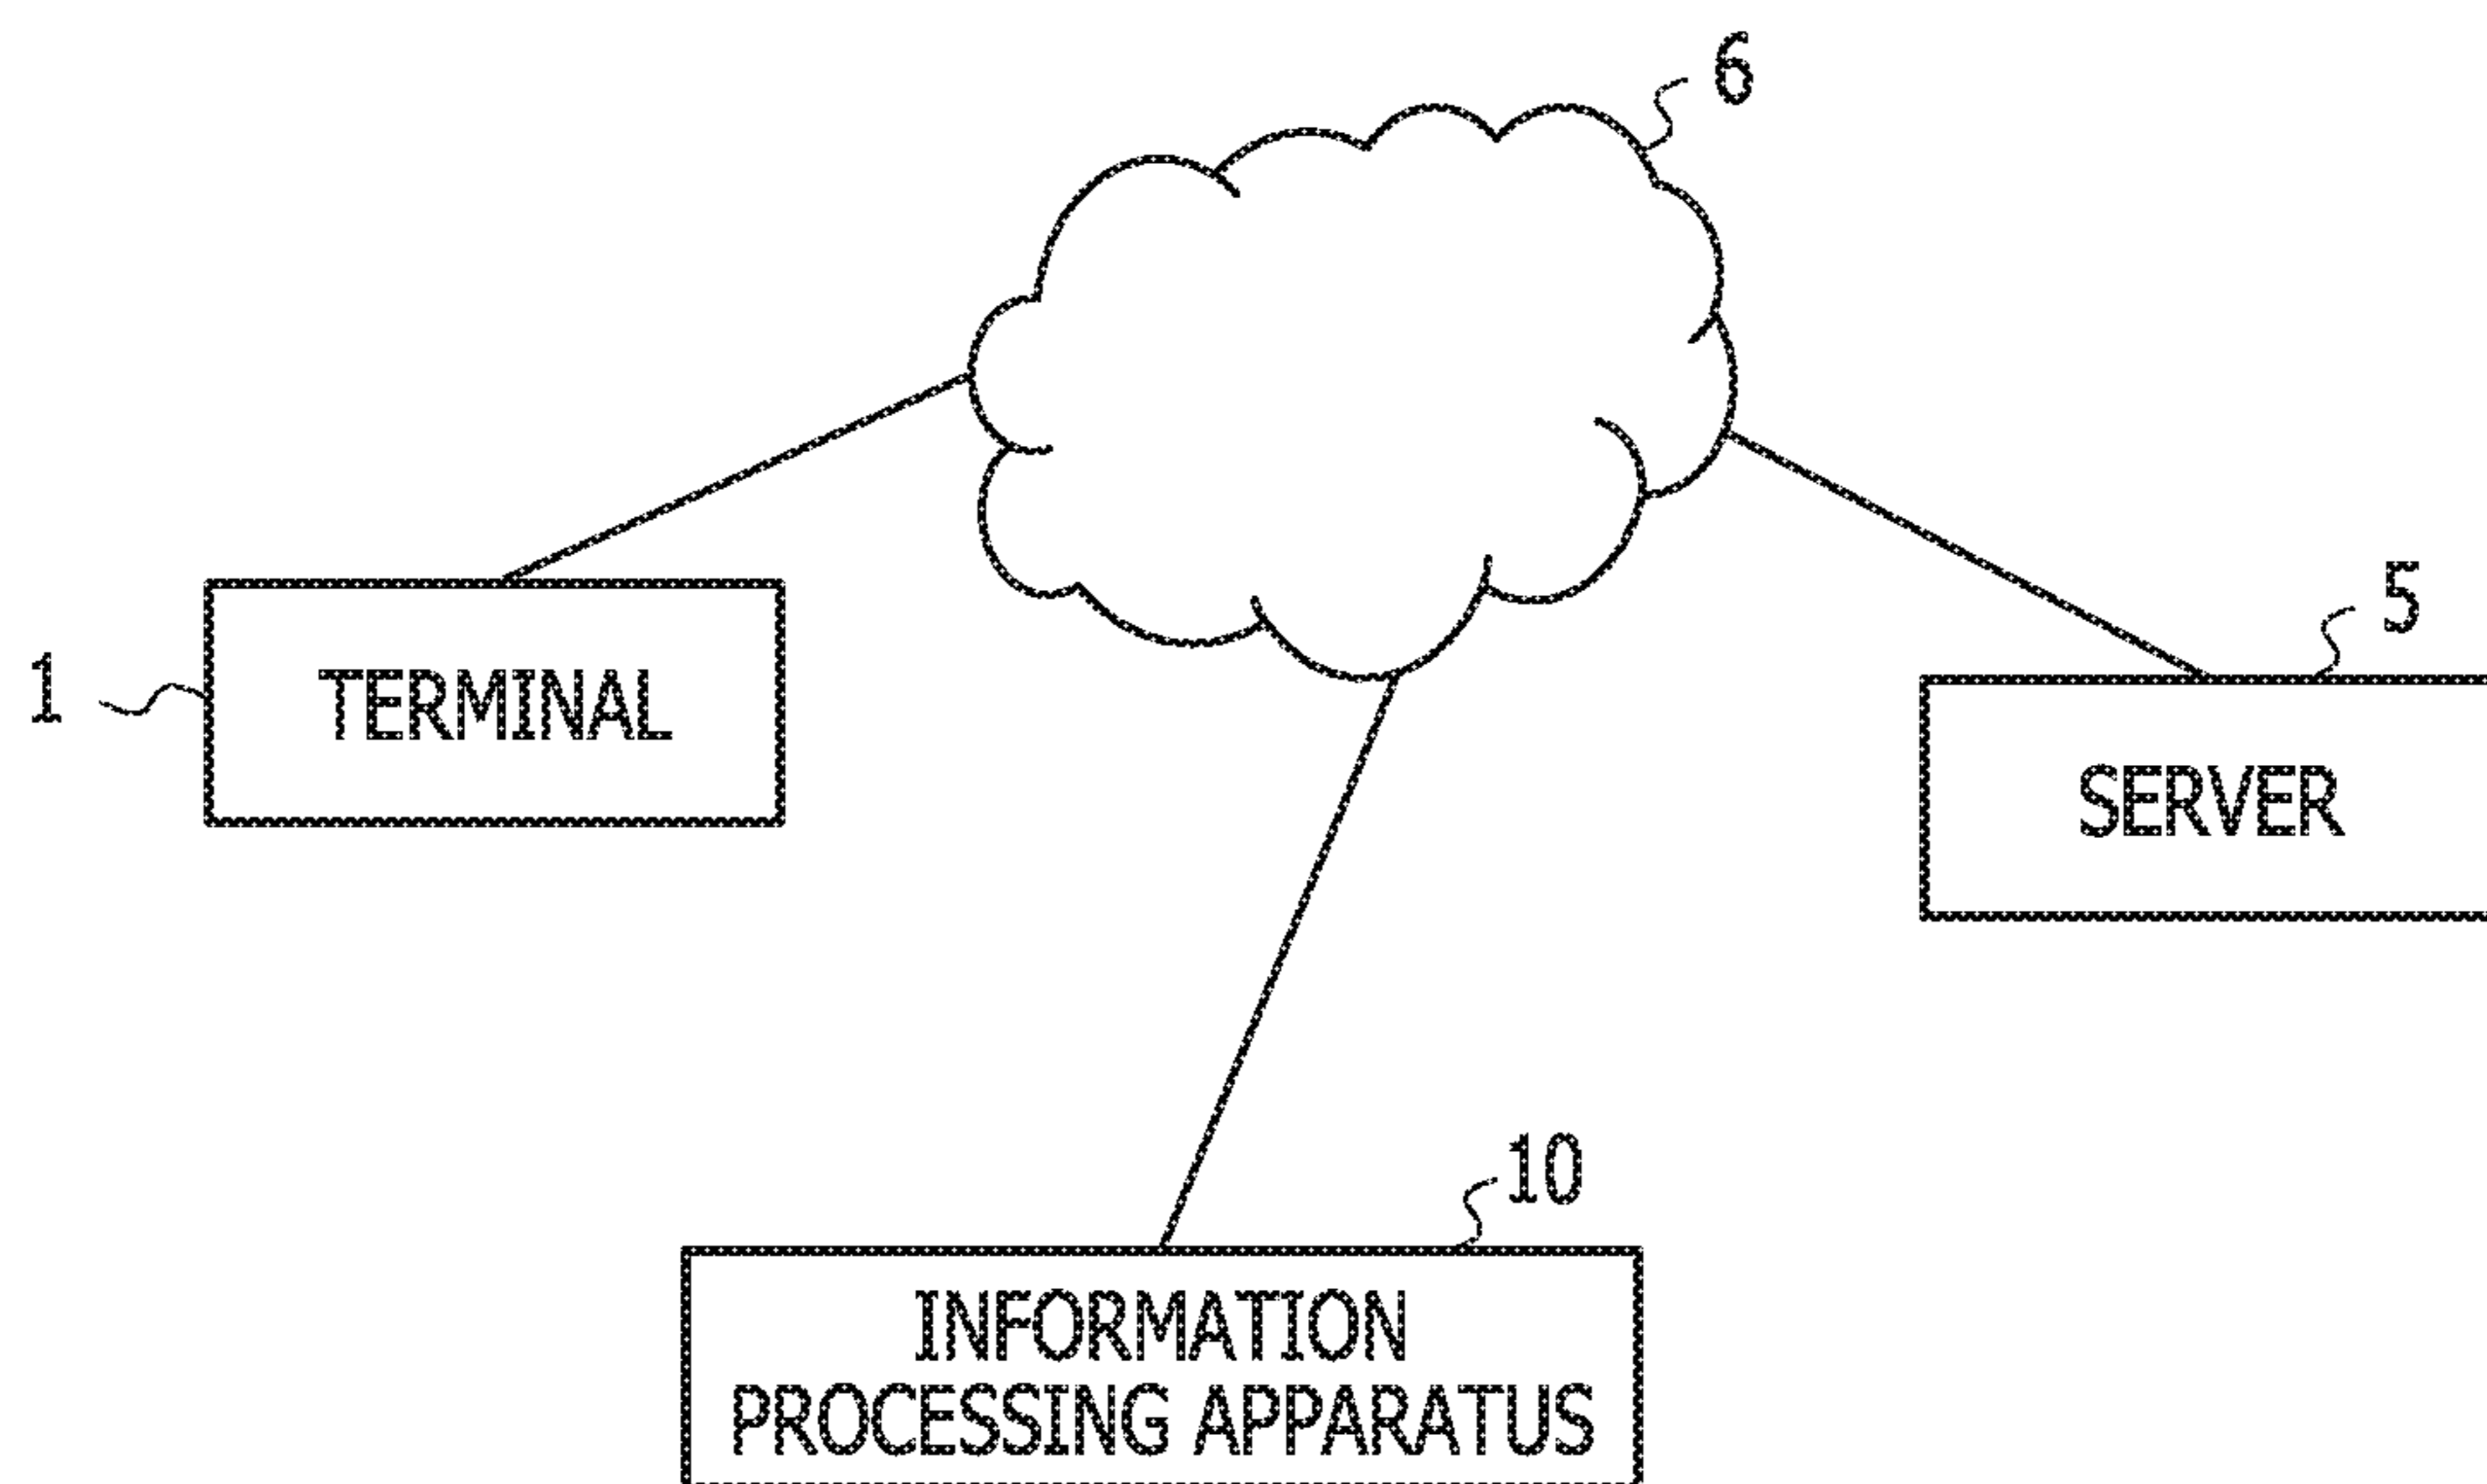 6
5
1
TERMINAL
SERVER
10
INFORMATION
PROCESSING APPARATUS